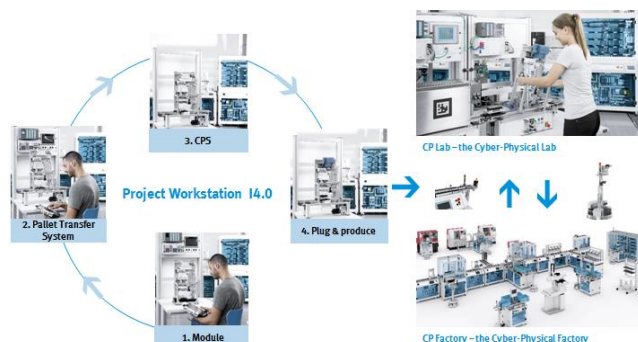 3. CPS
CP Lab – the Cyber-Physical Lab
Project Workstation I4.0
2. Pallet Transfer
System
4. Plug & produce
1. Module
CP Factory – the Cyber-Physical Factory